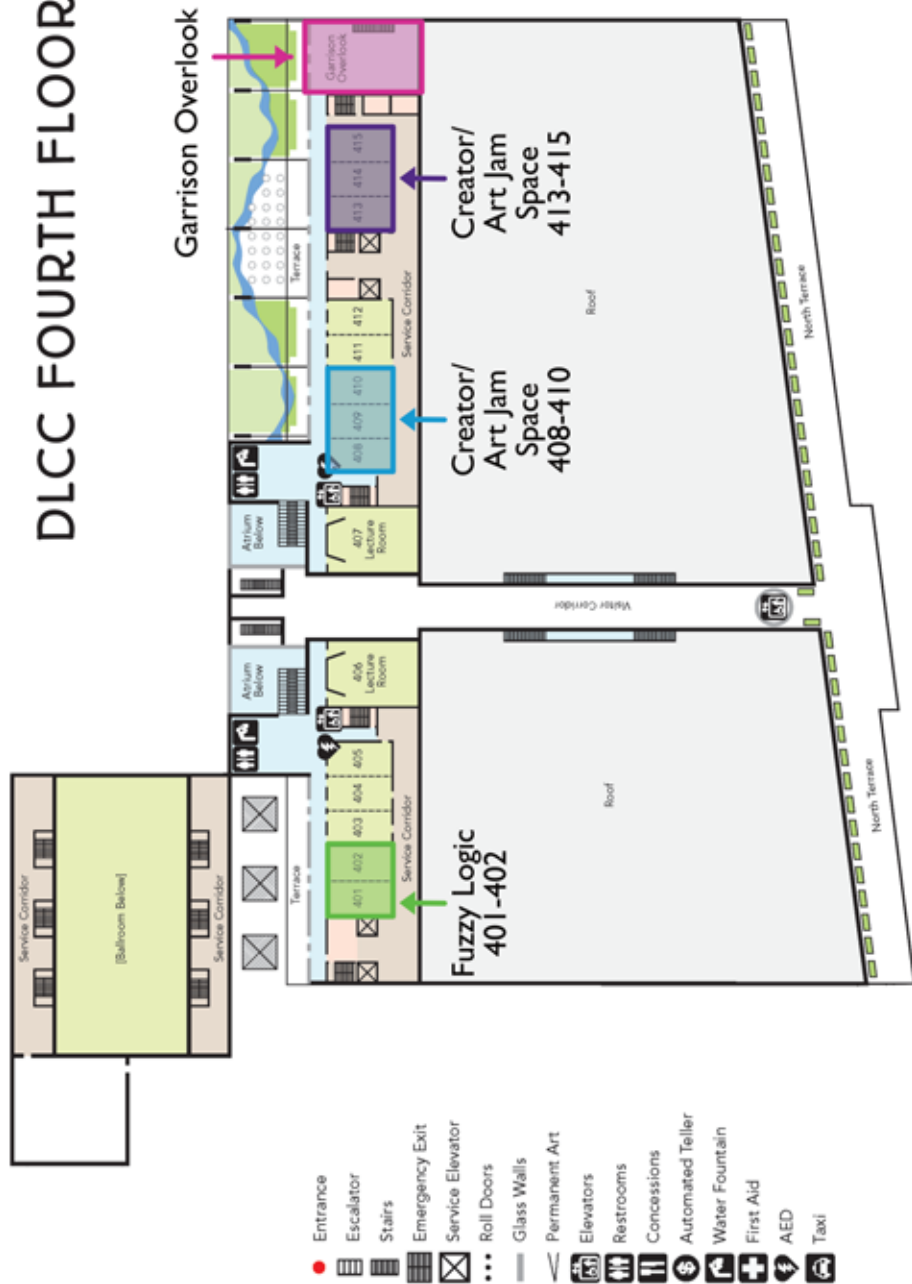 DLCC FOURTH FLOOR
Garrison Overlook
Garrison
Overlook
Terrace
415
414
413
412
411
410
409
408
Service Corridor
Creator/
Art Jam
Space
413-415
Creator/
Art Jam
Space
408-410
Roof
North Terrace
Atrium
Below
407
Lecture
Room
Visitor Corridor
Atrium
Below
406
Lecture
Room
405
404
403
402
401
Service Corridor
Terrace
Fuzzy Logic
401-402
Roof
North Terrace
Service Corridor
[Ballroom Below]
Service Corridor
Entrance
Escalator
Stairs
Emergency Exit
Service Elevator
Roll Doors
Glass Walls
Permanent Art
Elevators
Restrooms
Concessions
Automated Teller
Water Fountain
First Aid
AED
Taxi